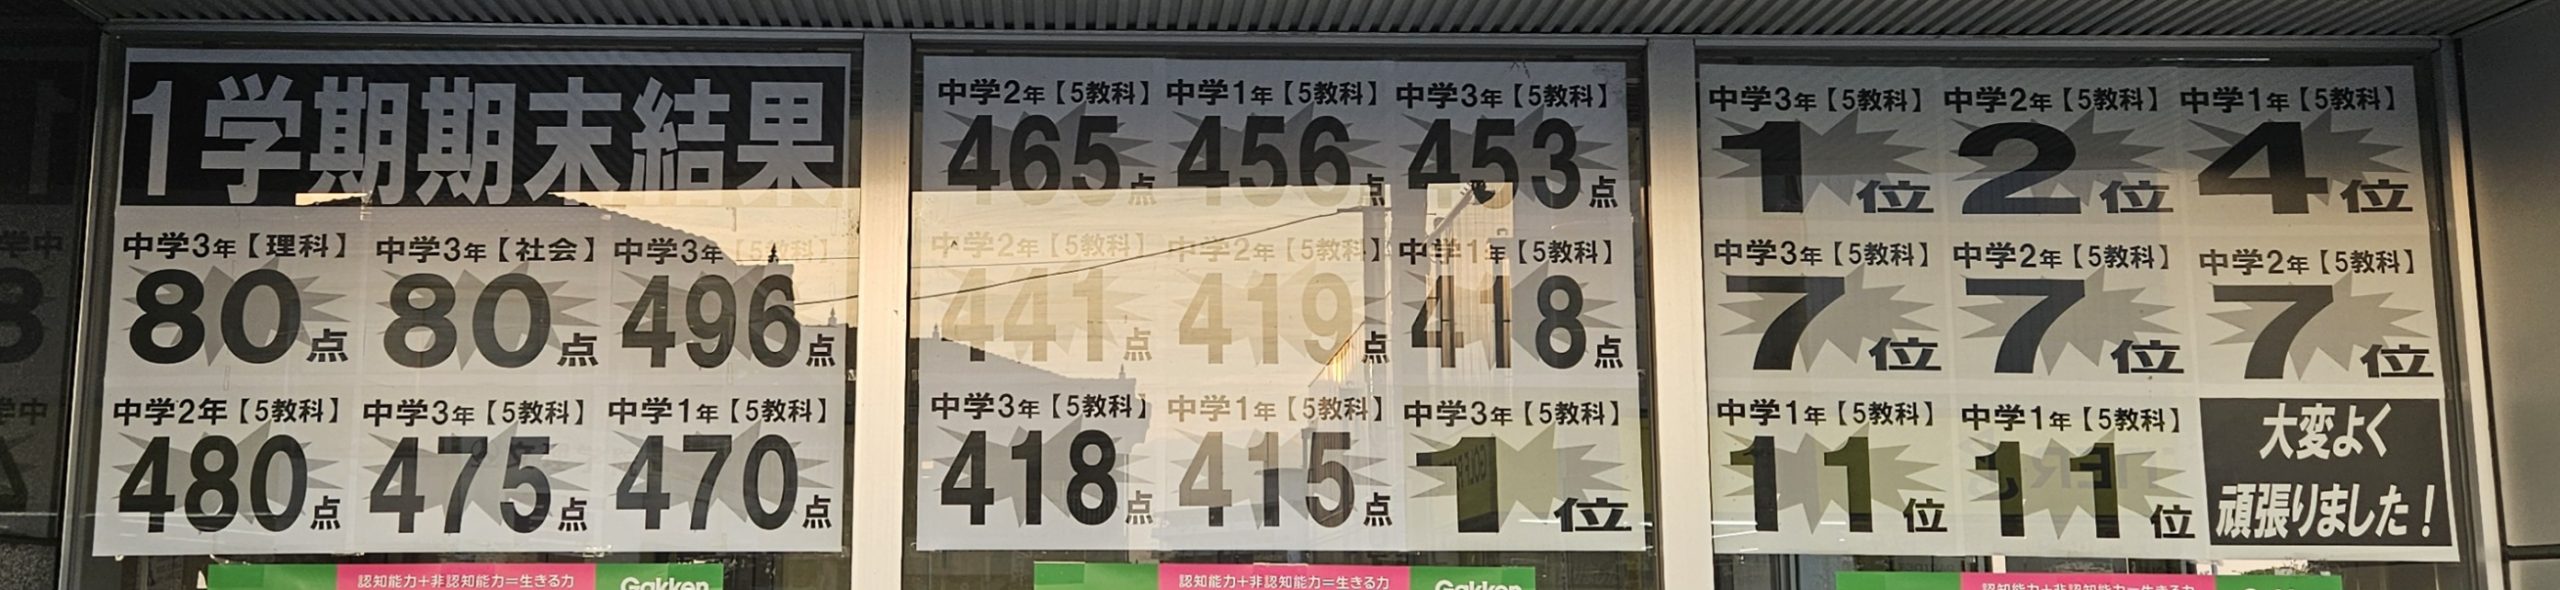 1学期期末結果
中学3年【理科】
80点
中学3年【社会】
80点
中学3年【5教科】
496点
中学2年【5教科】
480点
中学3年【5教科】
475点
中学1年【5教科】
470点
認知能力+非認知能力=生きる力
Gakken
中学2年【5教科】
465点
中学1年【5教科】
456点
中学3年【5教科】
453点
中学2年【5教科】
441点
中学2年【5教科】
419点
中学1年【5教科】
418点
中学3年【5教科】
418点
中学1年【5教科】
415点
中学3年【5教科】
1位
認知能力+非認知能力=生きる力
Gakken
中学3年【5教科】
1位
中学2年【5教科】
2位
中学1年【5教科】
4位
中学3年【5教科】
7位
中学2年【5教科】
7位
中学2年【5教科】
7位
中学1年【5教科】
11位
中学1年【5教科】
11位
大変よく
頑張りました!
認知能力+非認知能力=生きる力